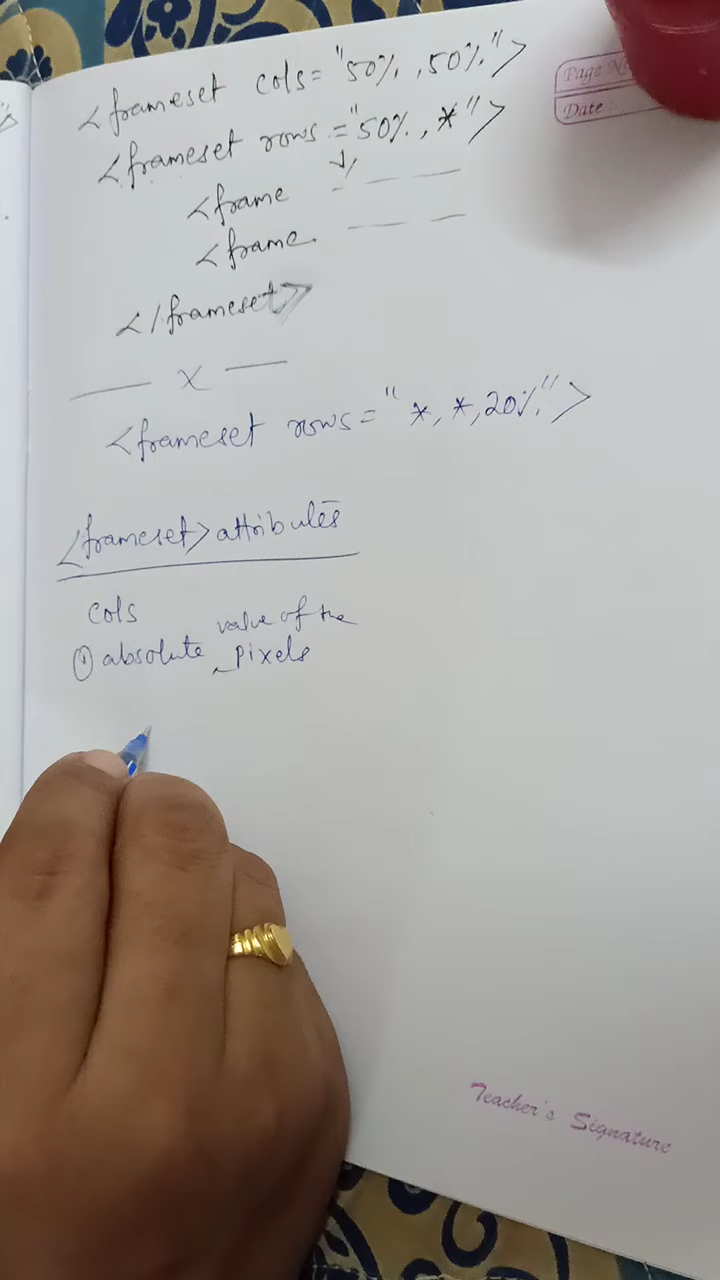 <frameset cols="50%, 50%">
Page N
Date :
<frameset rows="50%, *">
<frame
<frame
</frameset>
x
<frameset rows="*, *, 20%">
<frameset> attributes
cols
value of the
① absolute pixels
Teacher's Signature